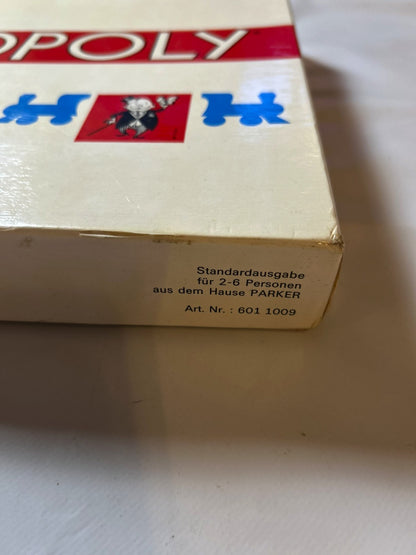 OPOLY
Standardausgabe
für 2-6 Personen
aus dem Hause PARKER
Art. Nr. : 601 1009